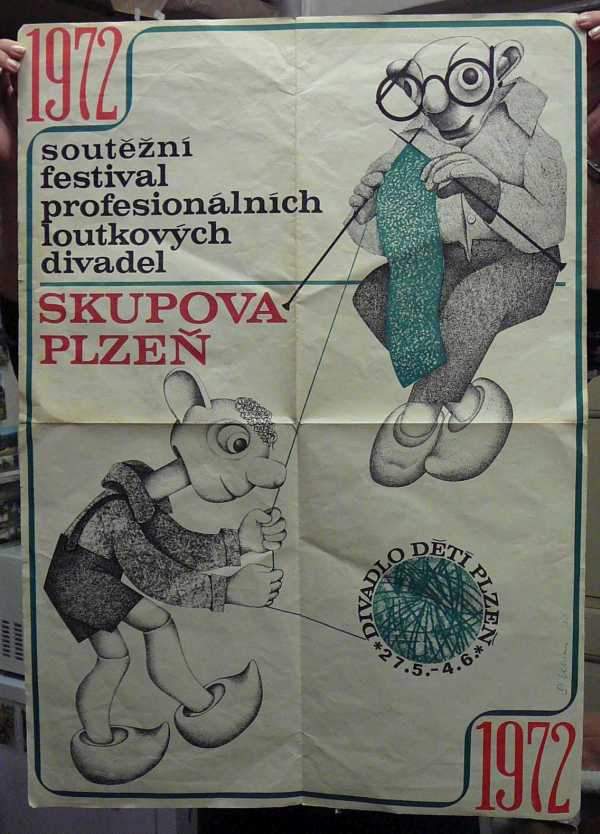 1972
soutěžní
festival
profesionálních
loutkových
divadel
SKUPOVA
PLZEŇ
DIVADLO DĚTÍ PLZEŇ
*27.5.-4.6.*
1972